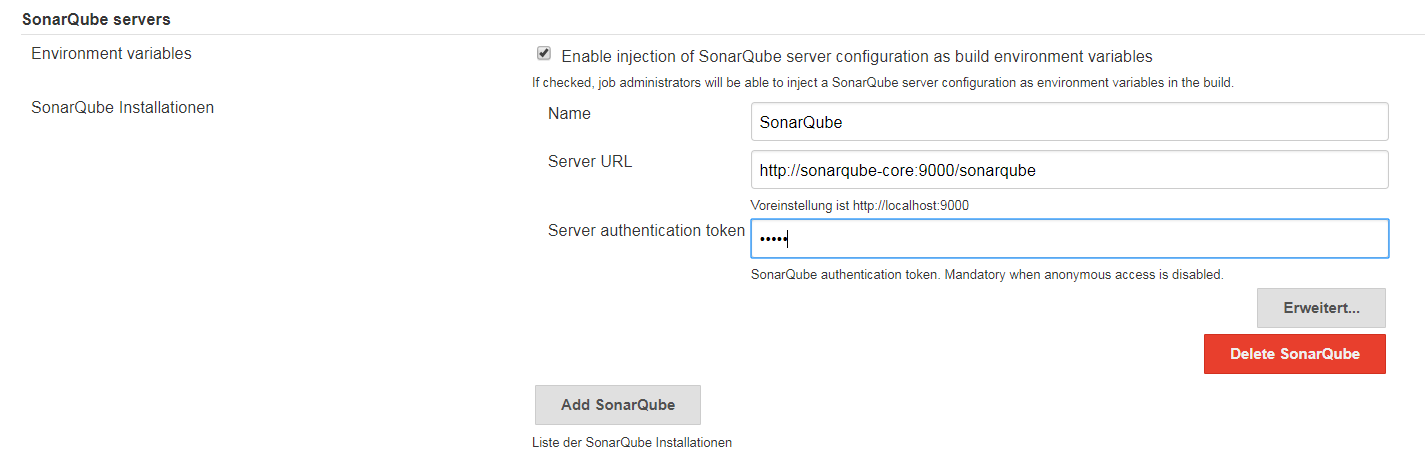 SonarQube servers
Environment variables
Enable injection of SonarQube server configuration as build environment variables
If checked, job administrators will be able to inject a SonarQube server configuration as environment variables in the build.
SonarQube Installationen
Name
SonarQube
Server URL
http://sonarqube-core:9000/sonarqube
Voreinstellung ist http://localhost:9000
Server authentication token
•••••
SonarQube authentication token. Mandatory when anonymous access is disabled.
Erweitert...
Delete SonarQube
Add SonarQube
Liste der SonarQube Installationen